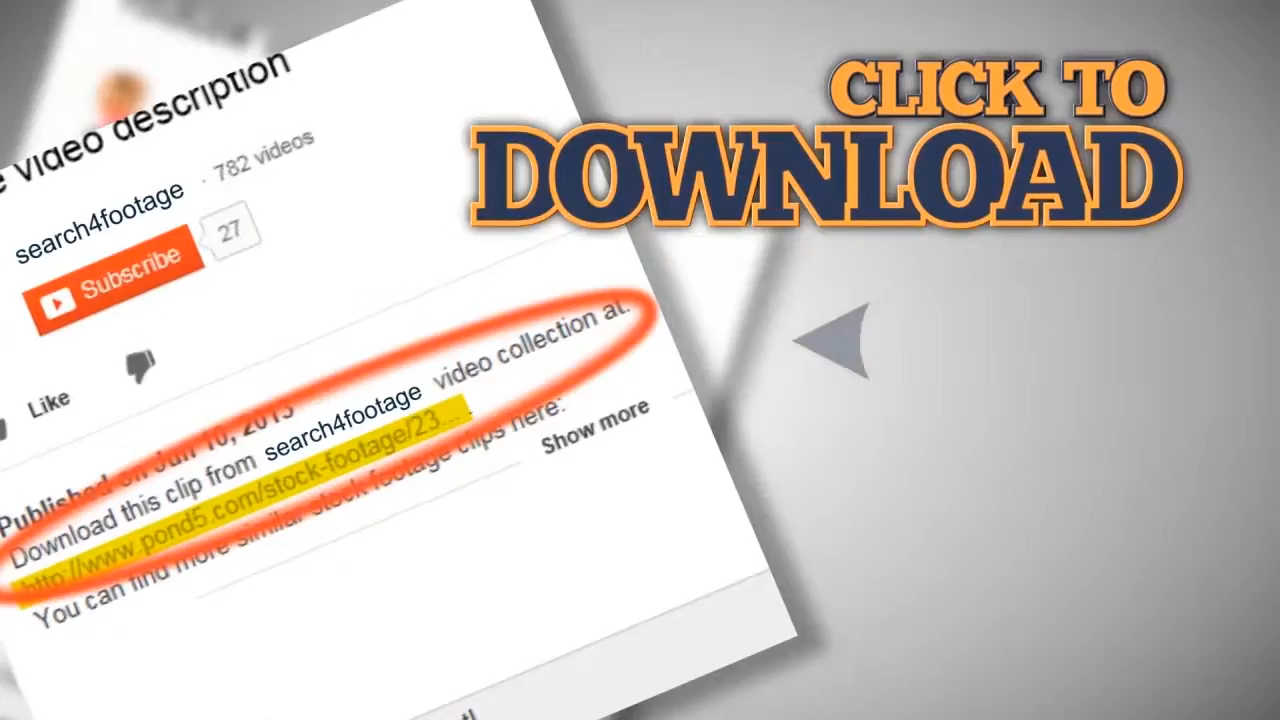 CLICK TO
DOWNLOAD
video description
search4footage · 782 videos
Subscribe 27
Like
Published on Jun 10, 2013
Download this clip from search4footage video collection at:
http://www.pond5.com/stock-footage/23...
You can find more similar stock footage clips here:
Show more